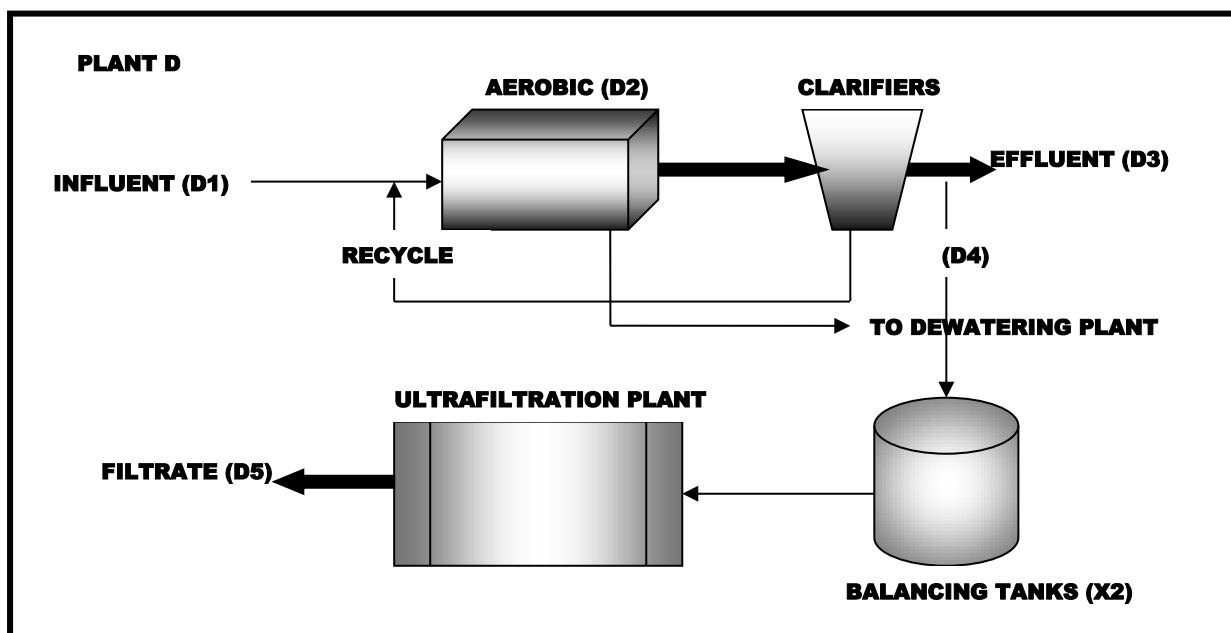 PLANT D
AEROBIC (D2)
CLARIFIERS
INFLUENT (D1)
EFFLUENT (D3)
RECYCLE
(D4)
TO DEWATERING PLANT
ULTRAFILTRATION PLANT
FILTRATE (D5)
BALANCING TANKS (X2)